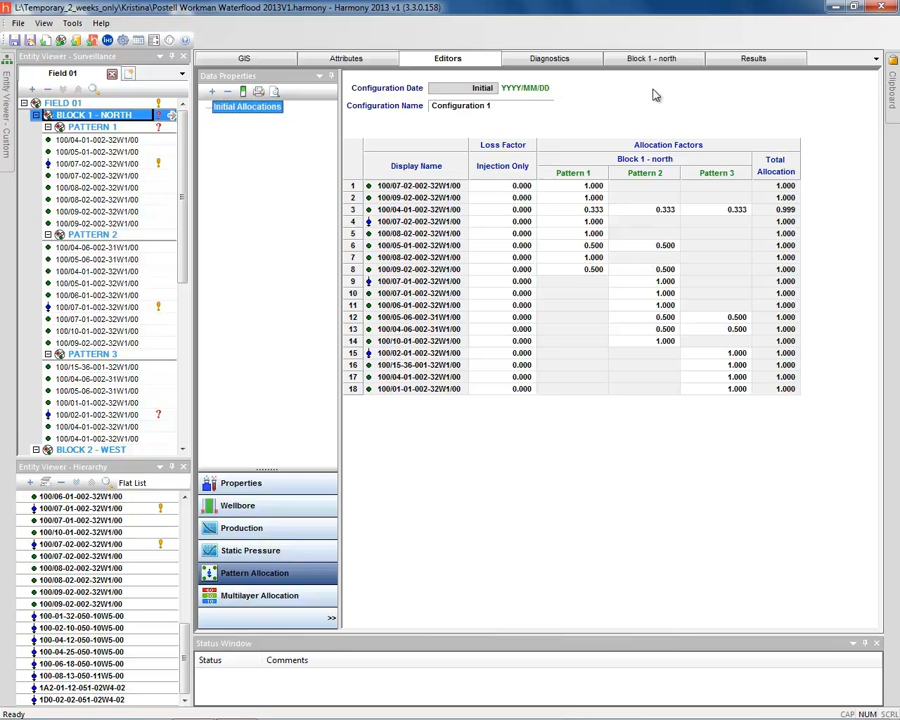 L:\Temporary_2_weeks_only\Kristina\Postell Workman Waterflood 2013V1.harmony - Harmony 2013 v1 (3.3.0.158)
File View Tools Help
Entity Viewer - Surveillance
Field 01
FIELD 01
BLOCK 1 - NORTH
PATTERN 1
100/04-01-002-32W1/00
100/05-01-002-32W1/00
100/07-02-002-32W1/00
100/07-02-002-32W1/00
100/08-02-002-32W1/00
100/08-02-002-32W1/00
100/09-02-002-32W1/00
100/09-02-002-32W1/00
PATTERN 2
100/04-06-002-31W1/00
100/05-06-002-31W1/00
100/05-01-002-32W1/00
100/06-01-002-32W1/00
100/07-01-002-32W1/00
100/07-01-002-32W1/00
100/10-01-002-32W1/00
100/09-02-002-32W1/00
PATTERN 3
100/15-36-001-32W1/00
100/04-06-002-31W1/00
100/05-06-002-31W1/00
100/01-01-002-32W1/00
100/02-01-002-32W1/00
100/04-01-002-32W1/00
100/04-01-002-32W1/00
BLOCK 2 - WEST
Entity Viewer - Hierarchy
Flat List
100/06-01-002-32W1/00
100/07-01-002-32W1/00
100/07-01-002-32W1/00
100/10-01-002-32W1/00
100/07-02-002-32W1/00
100/07-02-002-32W1/00
100/08-02-002-32W1/00
100/08-02-002-32W1/00
100/09-02-002-32W1/00
100/09-02-002-32W1/00
100-01-32-050-10W5-00
100-02-10-050-10W5-00
100-04-12-050-10W5-00
100-04-25-050-10W5-00
100-06-18-050-10W5-00
100-08-13-050-11W5-00
1A2-01-12-051-02W4-02
1D0-02-02-051-02W4-02
Entity Viewer - Custom
GIS Attributes Editors Diagnostics Block 1 - north Results
Data Properties
Initial Allocations
Properties
Wellbore
Production
Static Pressure
Pattern Allocation
Multilayer Allocation
>>
Configuration Date Initial YYYY/MM/DD
Configuration Name Configuration 1
Loss Factor Allocation Factors
Display Name Injection Only Block 1 - north Total Allocation
Pattern 1 Pattern 2 Pattern 3
1 100/07-02-002-32W1/00 0.000 1.000 1.000
2 100/09-02-002-32W1/00 0.000 1.000 1.000
3 100/04-01-002-32W1/00 0.000 0.333 0.333 0.333 0.999
4 100/07-02-002-32W1/00 0.000 1.000 1.000
5 100/08-02-002-32W1/00 0.000 1.000 1.000
6 100/05-01-002-32W1/00 0.000 0.500 0.500 1.000
7 100/08-02-002-32W1/00 0.000 1.000 1.000
8 100/09-02-002-32W1/00 0.000 0.500 0.500 1.000
9 100/07-01-002-32W1/00 0.000 1.000 1.000
10 100/07-01-002-32W1/00 0.000 1.000 1.000
11 100/06-01-002-32W1/00 0.000 1.000 1.000
12 100/05-06-002-31W1/00 0.000 0.500 0.500 1.000
13 100/04-06-002-31W1/00 0.000 0.500 0.500 1.000
14 100/10-01-002-32W1/00 0.000 1.000 1.000
15 100/02-01-002-32W1/00 0.000 1.000 1.000
16 100/15-36-001-32W1/00 0.000 1.000 1.000
17 100/04-01-002-32W1/00 0.000 1.000 1.000
18 100/01-01-002-32W1/00 0.000 1.000 1.000
Clipboard
Status Window
Status Comments
Ready
CAP NUM SCRL